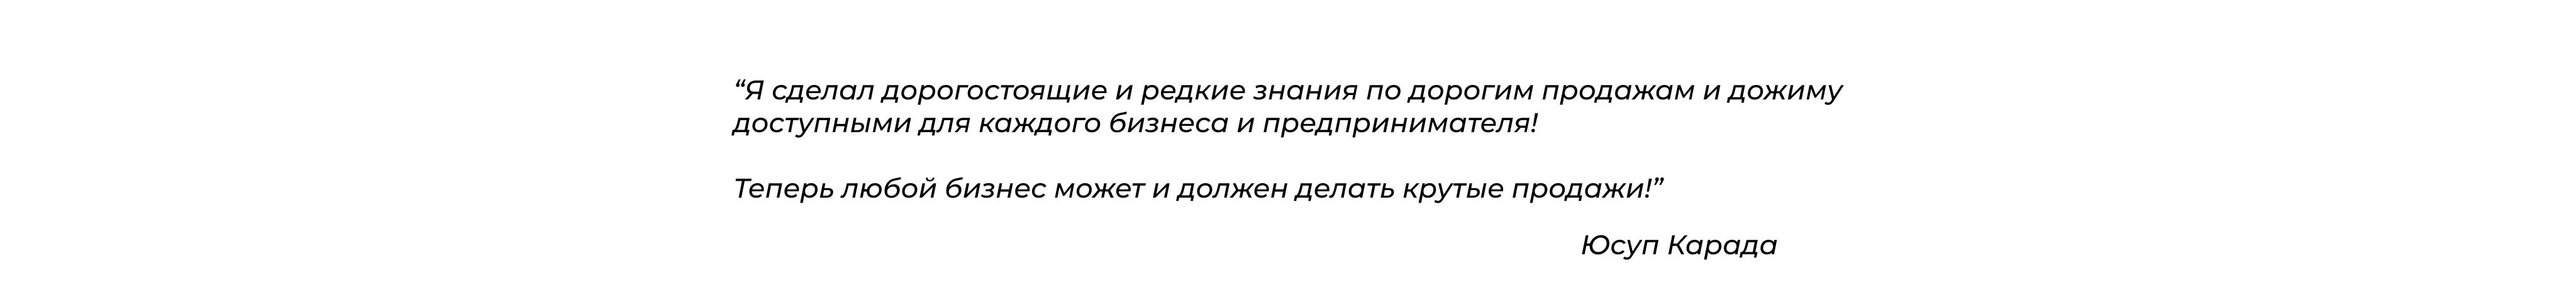 “Я сделал дорогостоящие и редкие знания по дорогим продажам и дожиму
доступными для каждого бизнеса и предпринимателя!
Теперь любой бизнес может и должен делать крутые продажи!”
Юсуп Карада